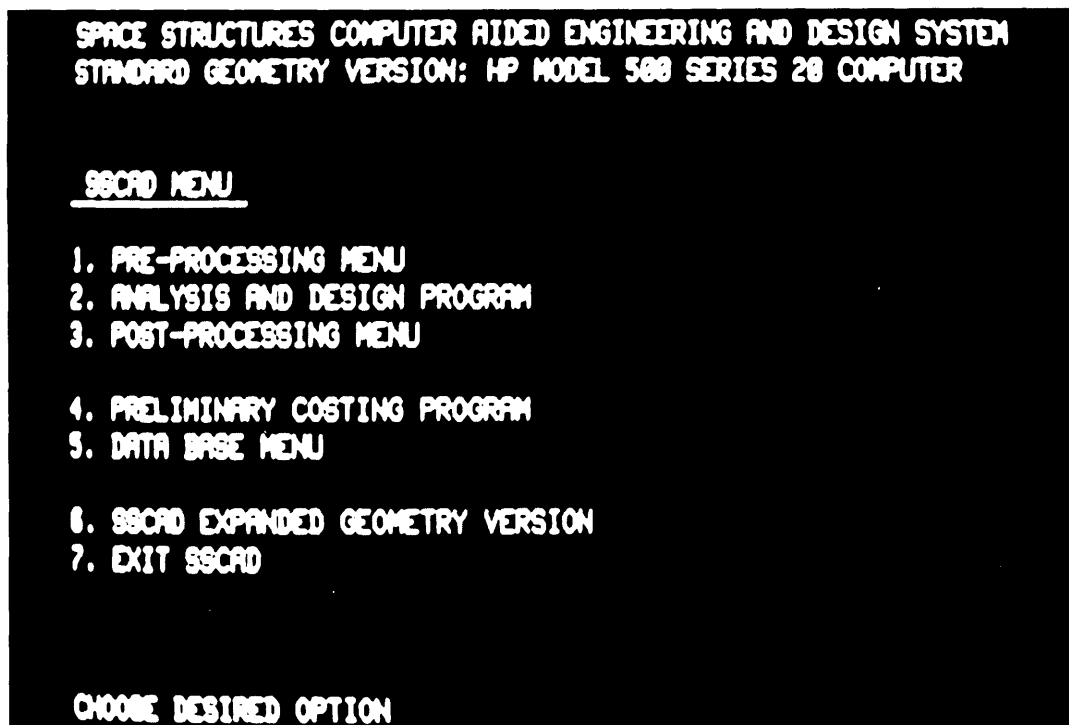 SPACE STRUCTURES COMPUTER AIDED ENGINEERING AND DESIGN SYSTEM
STANDARD GEOMETRY VERSION: HP MODEL 500 SERIES 20 COMPUTER
SSCAD MENU
1. PRE-PROCESSING MENU
2. ANALYSIS AND DESIGN PROGRAM
3. POST-PROCESSING MENU
4. PRELIMINARY COSTING PROGRAM
5. DATA BASE MENU
6. SSCAD EXPANDED GEOMETRY VERSION
7. EXIT SSCAD
CHOOSE DESIRED OPTION